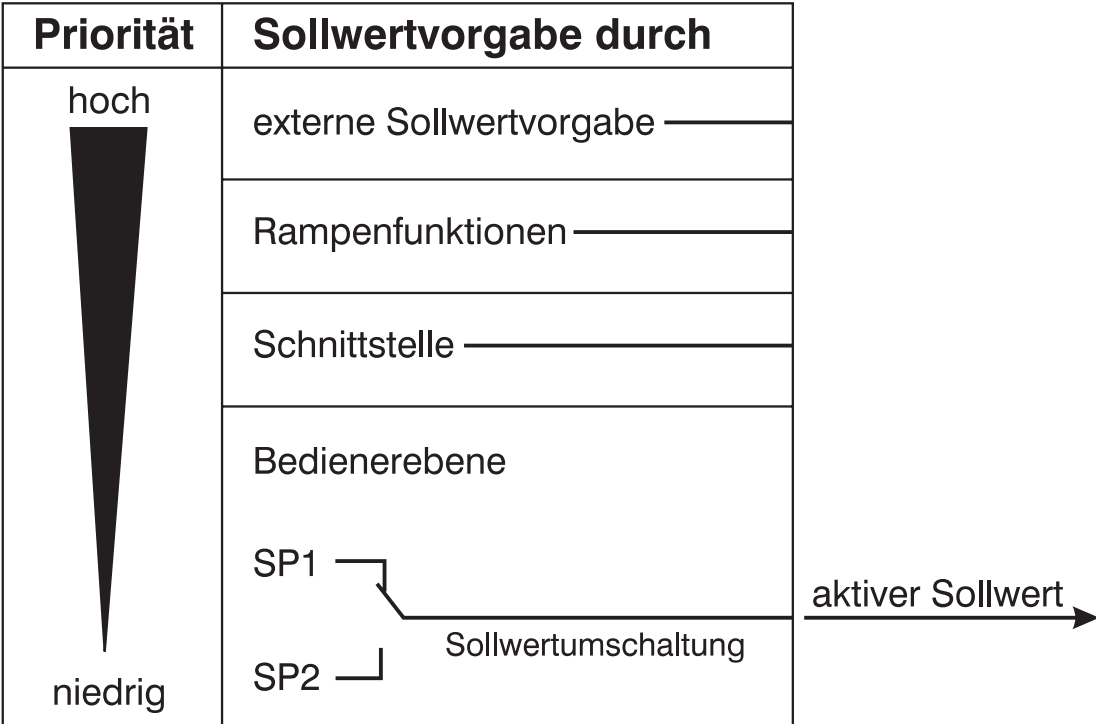 Priorität
Sollwertvorgabe durch
hoch
externe Sollwertvorgabe
Rampenfunktionen
Schnittstelle
Bedienerebene
SP1
aktiver Sollwert
Sollwertumschaltung
SP2
niedrig